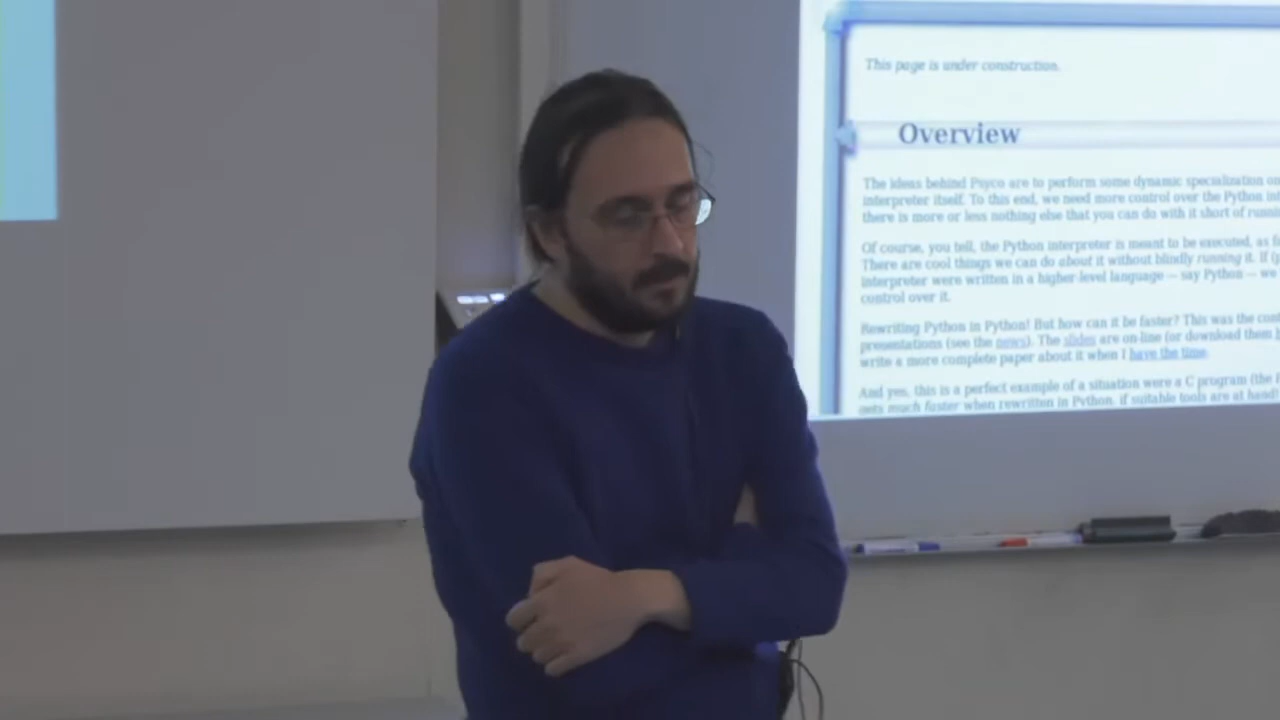 This page is under construction.
Overview
The ideas behind Psyco are to perform some dynamic specialization on
interpreter itself. To this end, we need more control over the Python
there is more or less nothing else that you can do with it short of
Of course, you tell, the Python interpreter is meant to be executed, as
There are cool things we can do about it without blindly running it. If
interpreter were written in a higher-level language -- say Python -- we
control over it.
Rewriting Python in Python! But how can it be faster? This was the
presentations (see the news). The slides are on-line (or download them
write a more complete paper about it when I have the time.
And yes, this is a perfect example of a situation were a C program (the
gets much faster when rewritten in Python, if suitable tools are at hand!